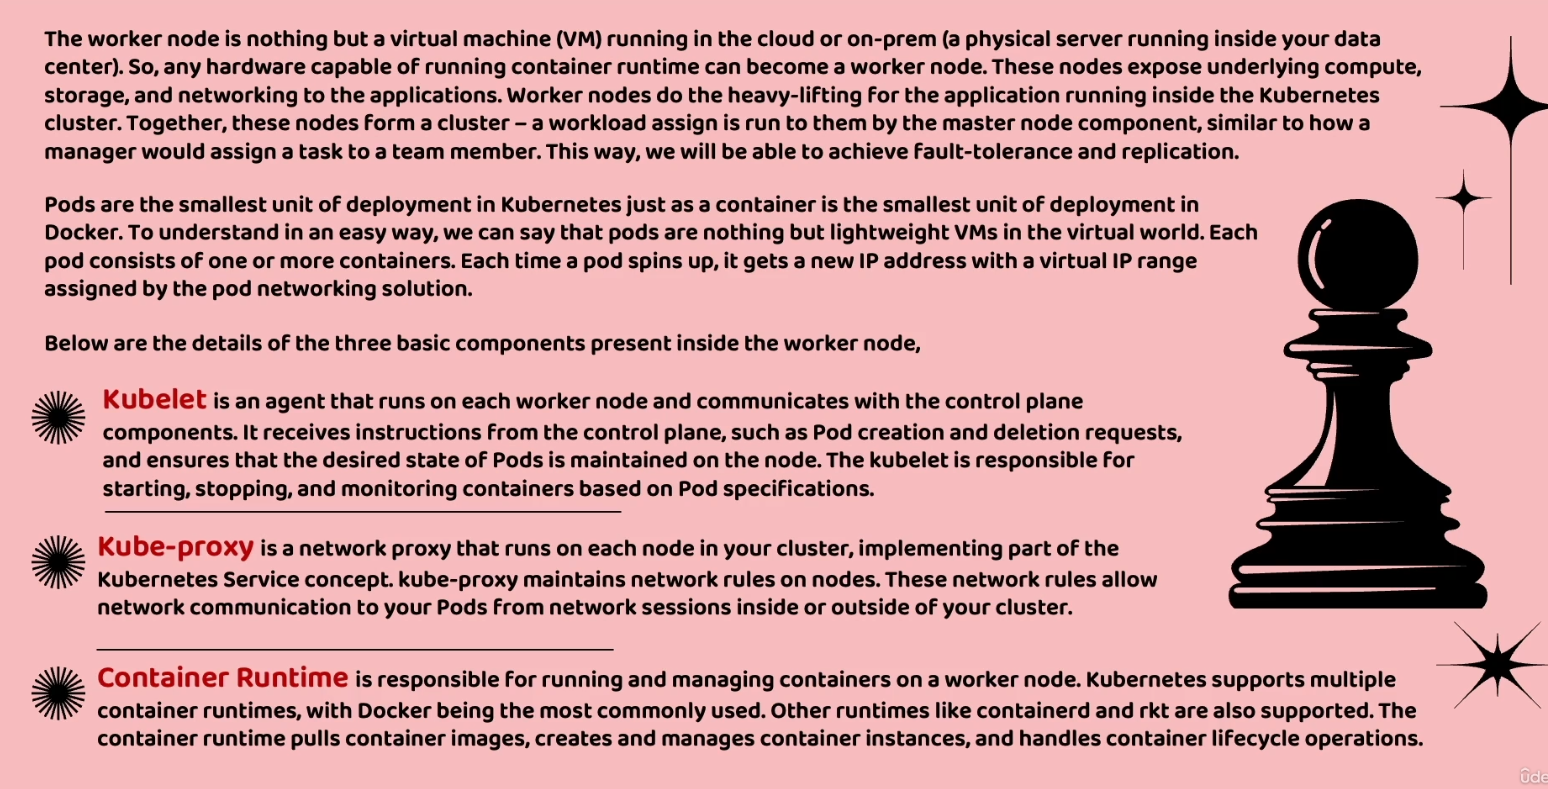 The worker node is nothing but a virtual machine (VM) running in the cloud or on-prem (a physical server running inside your data
center). So, any hardware capable of running container runtime can become a worker node. These nodes expose underlying compute,
storage, and networking to the applications. Worker nodes do the heavy-lifting for the application running inside the Kubernetes
cluster. Together, these nodes form a cluster – a workload assign is run to them by the master node component, similar to how a
manager would assign a task to a team member. This way, we will be able to achieve fault-tolerance and replication.
Pods are the smallest unit of deployment in Kubernetes just as a container is the smallest unit of deployment in
Docker. To understand in an easy way, we can say that pods are nothing but lightweight VMs in the virtual world. Each
pod consists of one or more containers. Each time a pod spins up, it gets a new IP address with a virtual IP range
assigned by the pod networking solution.
Below are the details of the three basic components present inside the worker node,
Kubelet is an agent that runs on each worker node and communicates with the control plane
components. It receives instructions from the control plane, such as Pod creation and deletion requests,
and ensures that the desired state of Pods is maintained on the node. The kubelet is responsible for
starting, stopping, and monitoring containers based on Pod specifications.
Kube-proxy is a network proxy that runs on each node in your cluster, implementing part of the
Kubernetes Service concept. kube-proxy maintains network rules on nodes. These network rules allow
network communication to your Pods from network sessions inside or outside of your cluster.
Container Runtime is responsible for running and managing containers on a worker node. Kubernetes supports multiple
container runtimes, with Docker being the most commonly used. Other runtimes like containerd and rkt are also supported. The
container runtime pulls container images, creates and manages container instances, and handles container lifecycle operations.